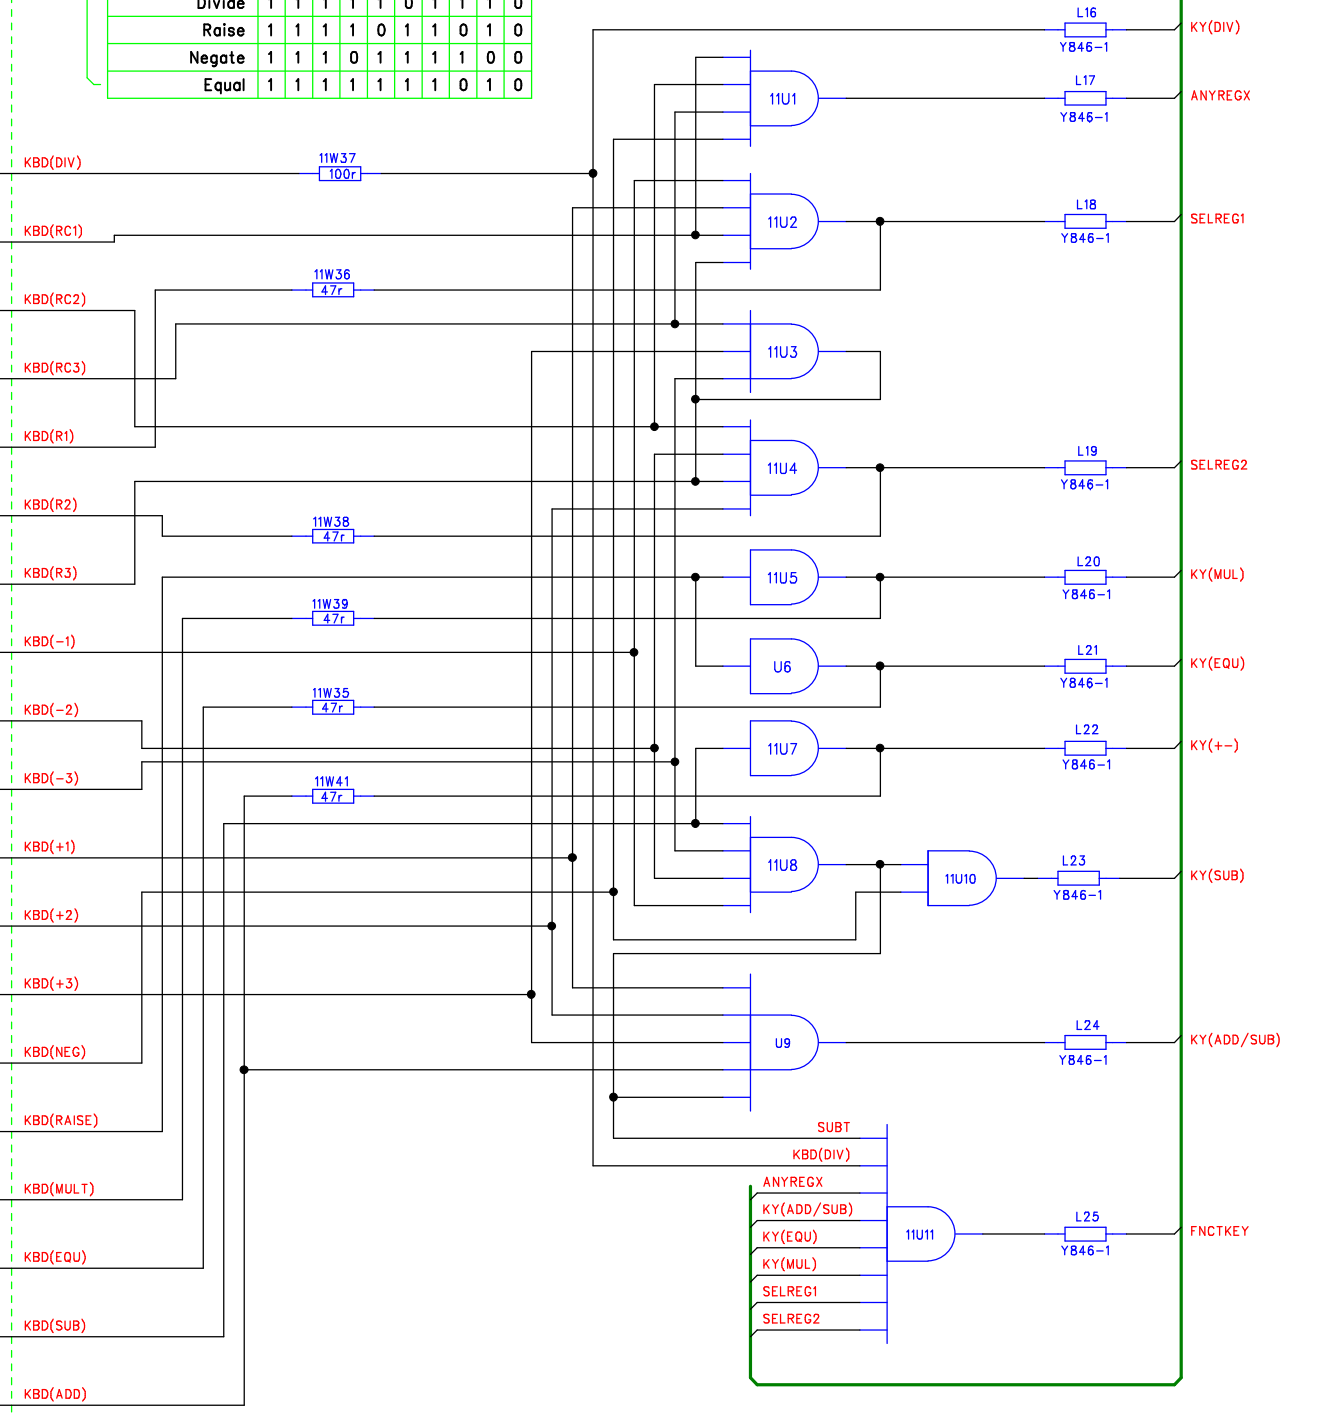 Divide 1 1 1 1 1 0 1 1 1 0
Raise 1 1 1 1 0 1 1 0 1 0
Negate 1 1 1 0 1 1 1 1 0 0
Equal 1 1 1 1 1 1 1 0 1 0
L16
KY(DIV)
Y846-1
L17
11U1
ANYREGX
Y846-1
KBD(DIV)
11W37
100r
L18
11U2
SELREG1
Y846-1
KBD(RC1)
11W36
47r
KBD(RC2)
11U3
KBD(RC3)
KBD(R1)
L19
11U4
SELREG2
Y846-1
KBD(R2)
11W38
47r
KBD(R3)
L20
11U5
KY(MUL)
Y846-1
11W39
47r
KBD(-1)
L21
U6
KY(EQU)
Y846-1
11W35
47r
KBD(-2)
L22
11U7
KY(+-)
Y846-1
KBD(-3)
11W41
47r
KBD(+1)
11U8
L23
11U10
KY(SUB)
Y846-1
KBD(+2)
KBD(+3)
L24
U9
KY(ADD/SUB)
Y846-1
KBD(NEG)
KBD(RAISE)
SUBT
KBD(DIV)
KBD(MULT)
ANYREGX
KY(ADD/SUB)
L25
11U11
FNCTKEY
KY(EQU)
Y846-1
KBD(EQU)
KY(MUL)
SELREG1
SELREG2
KBD(SUB)
KBD(ADD)